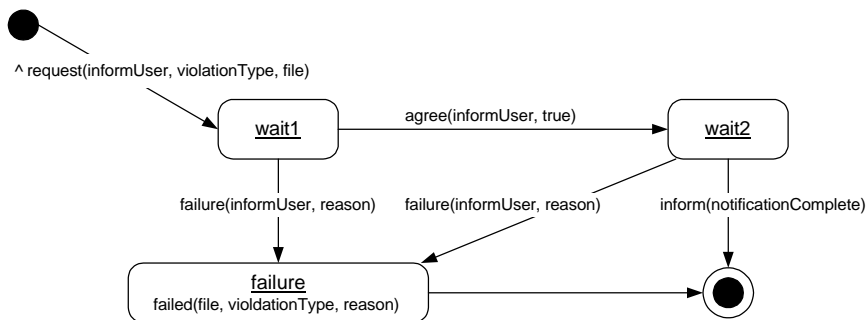 ^ request(informUser, violationType, file)
wait1
agree(informUser, true)
wait2
failure(informUser, reason)
failure(informUser, reason)
inform(notificationComplete)
failure
failed(file, violdationType, reason)